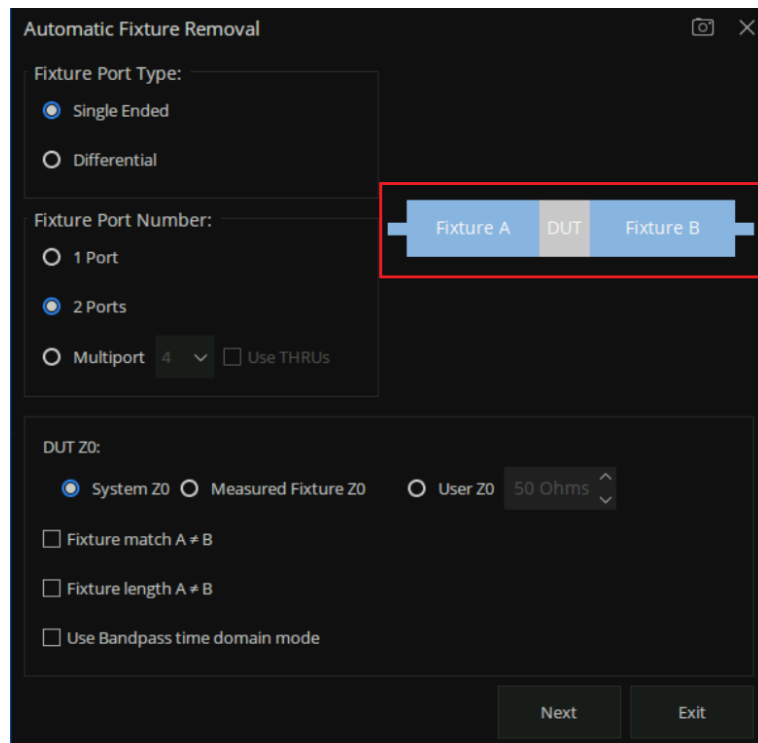 Automatic Fixture Removal
Fixture Port Type:
Single Ended
Differential
Fixture Port Number:
1 Port
2 Ports
Multiport 4 Use THRUs
Fixture A DUT Fixture B
DUT Z0:
System Z0 Measured Fixture Z0 User Z0 50 Ohms
Fixture match A ≠ B
Fixture length A ≠ B
Use Bandpass time domain mode
Next Exit